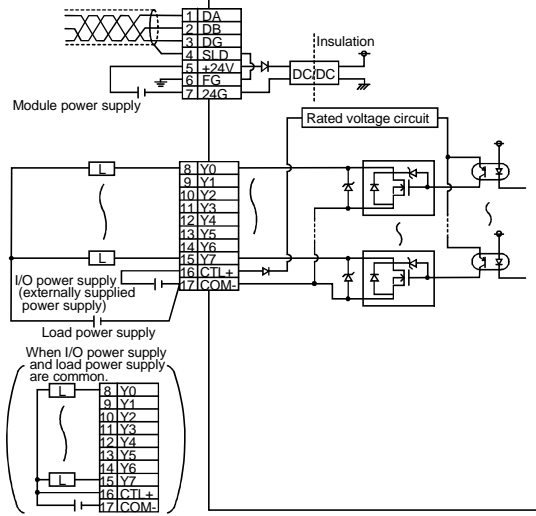 1 DA
2 DB
3 DG
4 SLD
5 +24V
6 FG
7 24G
Insulation
DC/DC
Module power supply
Rated voltage circuit
L
8 Y0
9 Y1
10 Y2
11 Y3
12 Y4
13 Y5
14 Y6
L
15 Y7
16 CTL+
17 COM-
I/O power supply
(externally supplied
power supply)
Load power supply
When I/O power supply
and load power supply
are common.
L
8 Y0
9 Y1
10 Y2
11 Y3
12 Y4
13 Y5
14 Y6
L
15 Y7
16 CTL+
17 COM-